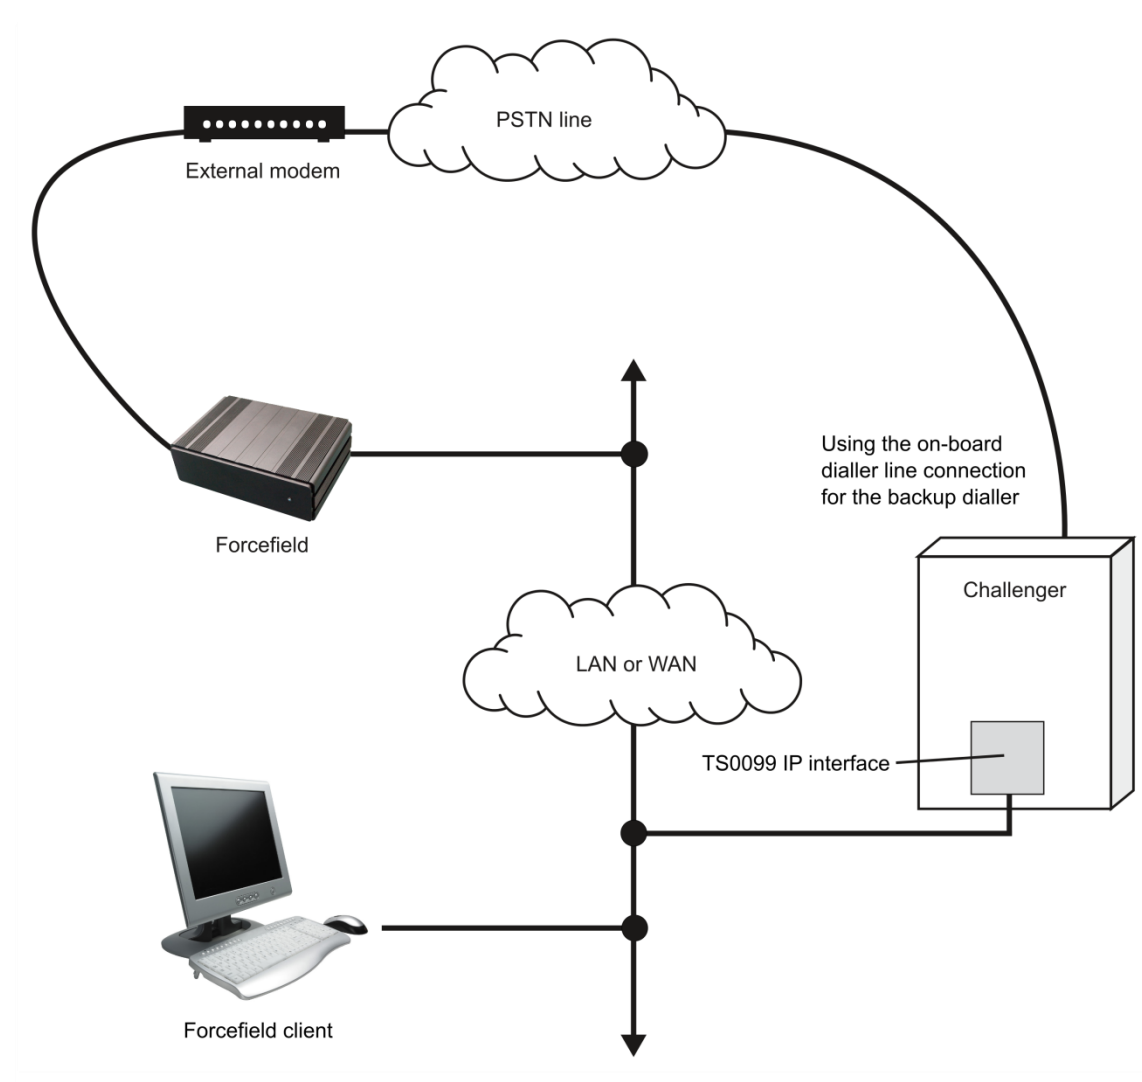 PSTN line
External modem
Using the on-board
dialler line connection
for the backup dialler
Forcefield
Challenger
LAN or WAN
TS0099 IP interface
Forcefield client